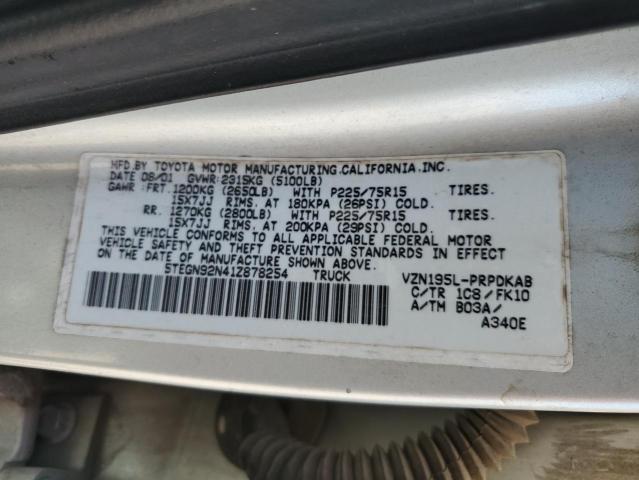 MFD.BY TOYOTA MOTOR MANUFACTURING,CALIFORNIA,INC.
DATE 08/01 GVWR:2315KG (5100LB)
GAWR: FRT.1200KG (2650LB) WITH P225/75R15 TIRES.
15X7JJ RIMS, AT 180KPA (26PSI) COLD.
RR. 1270KG (2800LB) WITH P225/75R15 TIRES.
15X7JJ RIMS, AT 200KPA (29PSI) COLD.
THIS VEHICLE CONFORMS TO ALL APPLICABLE FEDERAL MOTOR
VEHICLE SAFETY AND THEFT PREVENTION STANDARDS IN EFFECT
ON THE DATE OF MANUFACTURE SHOWN ABOVE.
5TEGN92N41Z878254 TRUCK VZN195L-PRPDKAB
C/TR 1C8/FK10
A/TM B03A/
A340E